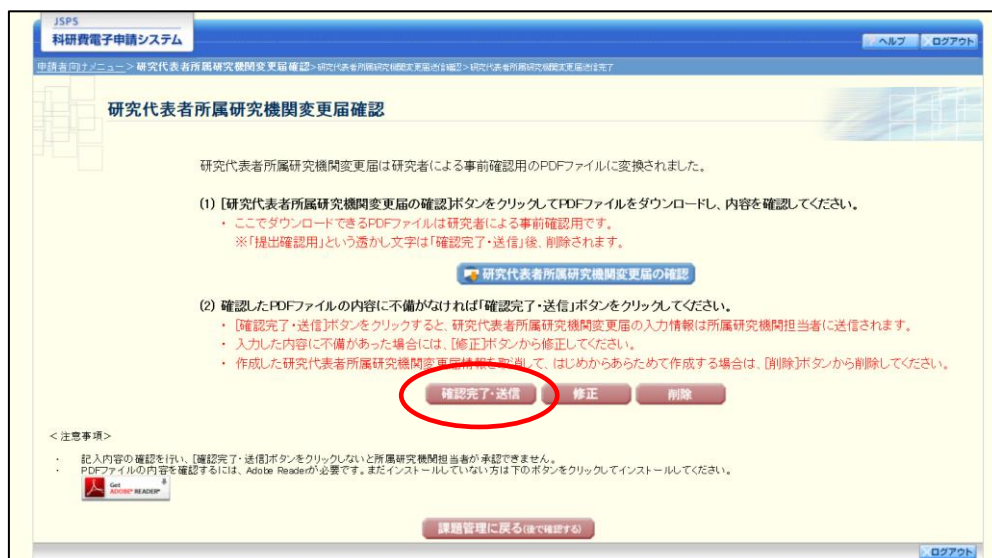 JSPS
科研費電子申請システム
ヘルプ
ログアウト
申請者向けメニュー>研究代表者所属研究機関変更届確認>研究代表者所属研究機関変更届送信確認>研究代表者所属研究機関変更届送信完了
研究代表者所属研究機関変更届確認
研究代表者所属研究機関変更届は研究者による事前確認用のPDFファイルに変換されました。
(1) [研究代表者所属研究機関変更届の確認]ボタンをクリックしてPDFファイルをダウンロードし、内容を確認してください。
・ ここでダウンロードできるPDFファイルは研究者による事前確認用です。
※「提出確認用」という透かし文字は「確認完了・送信」後、削除されます。
研究代表者所属研究機関変更届の確認
(2) 確認したPDFファイルの内容に不備がなければ「確認完了・送信」ボタンをクリックしてください。
・ [確認完了・送信]ボタンをクリックすると、研究代表者所属研究機関変更届の入力情報は所属研究機関担当者に送信されます。
・ 入力した内容に不備があった場合には、[修正]ボタンから修正してください。
・ 作成した研究代表者所属研究機関変更届情報を取消して、はじめからあらためて作成する場合は、[削除]ボタンから削除してください。
確認完了・送信
修正
削除
<注意事項>
・ 記入内容の確認を行い、[確認完了・送信]ボタンをクリックしないと所属研究機関担当者が承認できません。
・ PDFファイルの内容を確認するには、Adobe Readerが必要です。まだインストールしていない方は下のボタンをクリックしてインストールしてください。
Get
ADOBE® READER®
課題管理に戻る(後で確認する)
ログアウト